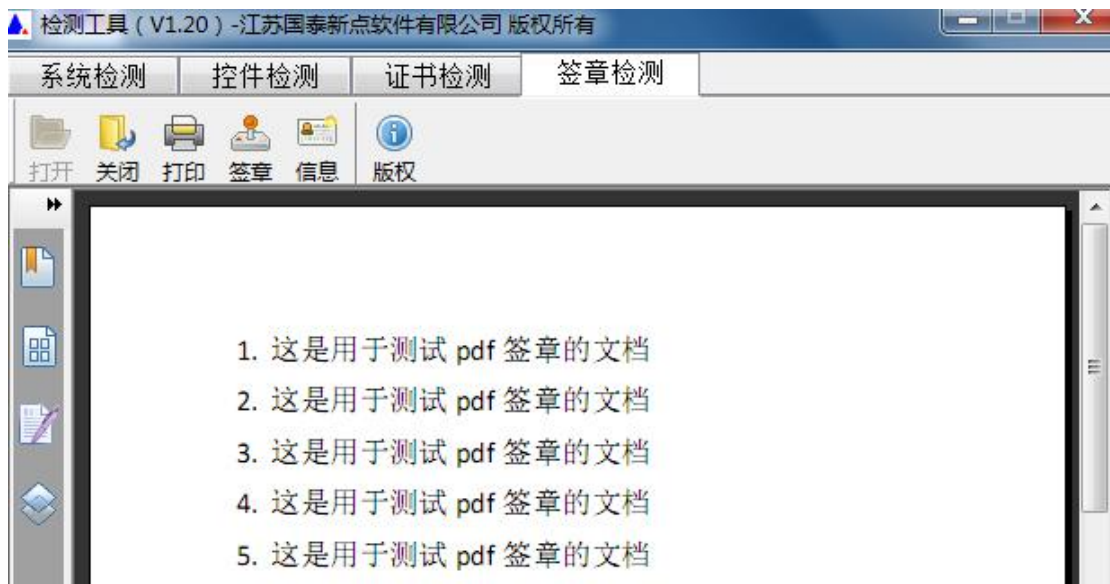 检测工具（V1.20）-江苏国泰新点软件有限公司 版权所有
系统检测 控件检测 证书检测 签章检测
打开 关闭 打印 签章 信息 版权
1. 这是用于测试 pdf 签章的文档
2. 这是用于测试 pdf 签章的文档
3. 这是用于测试 pdf 签章的文档
4. 这是用于测试 pdf 签章的文档
5. 这是用于测试 pdf 签章的文档